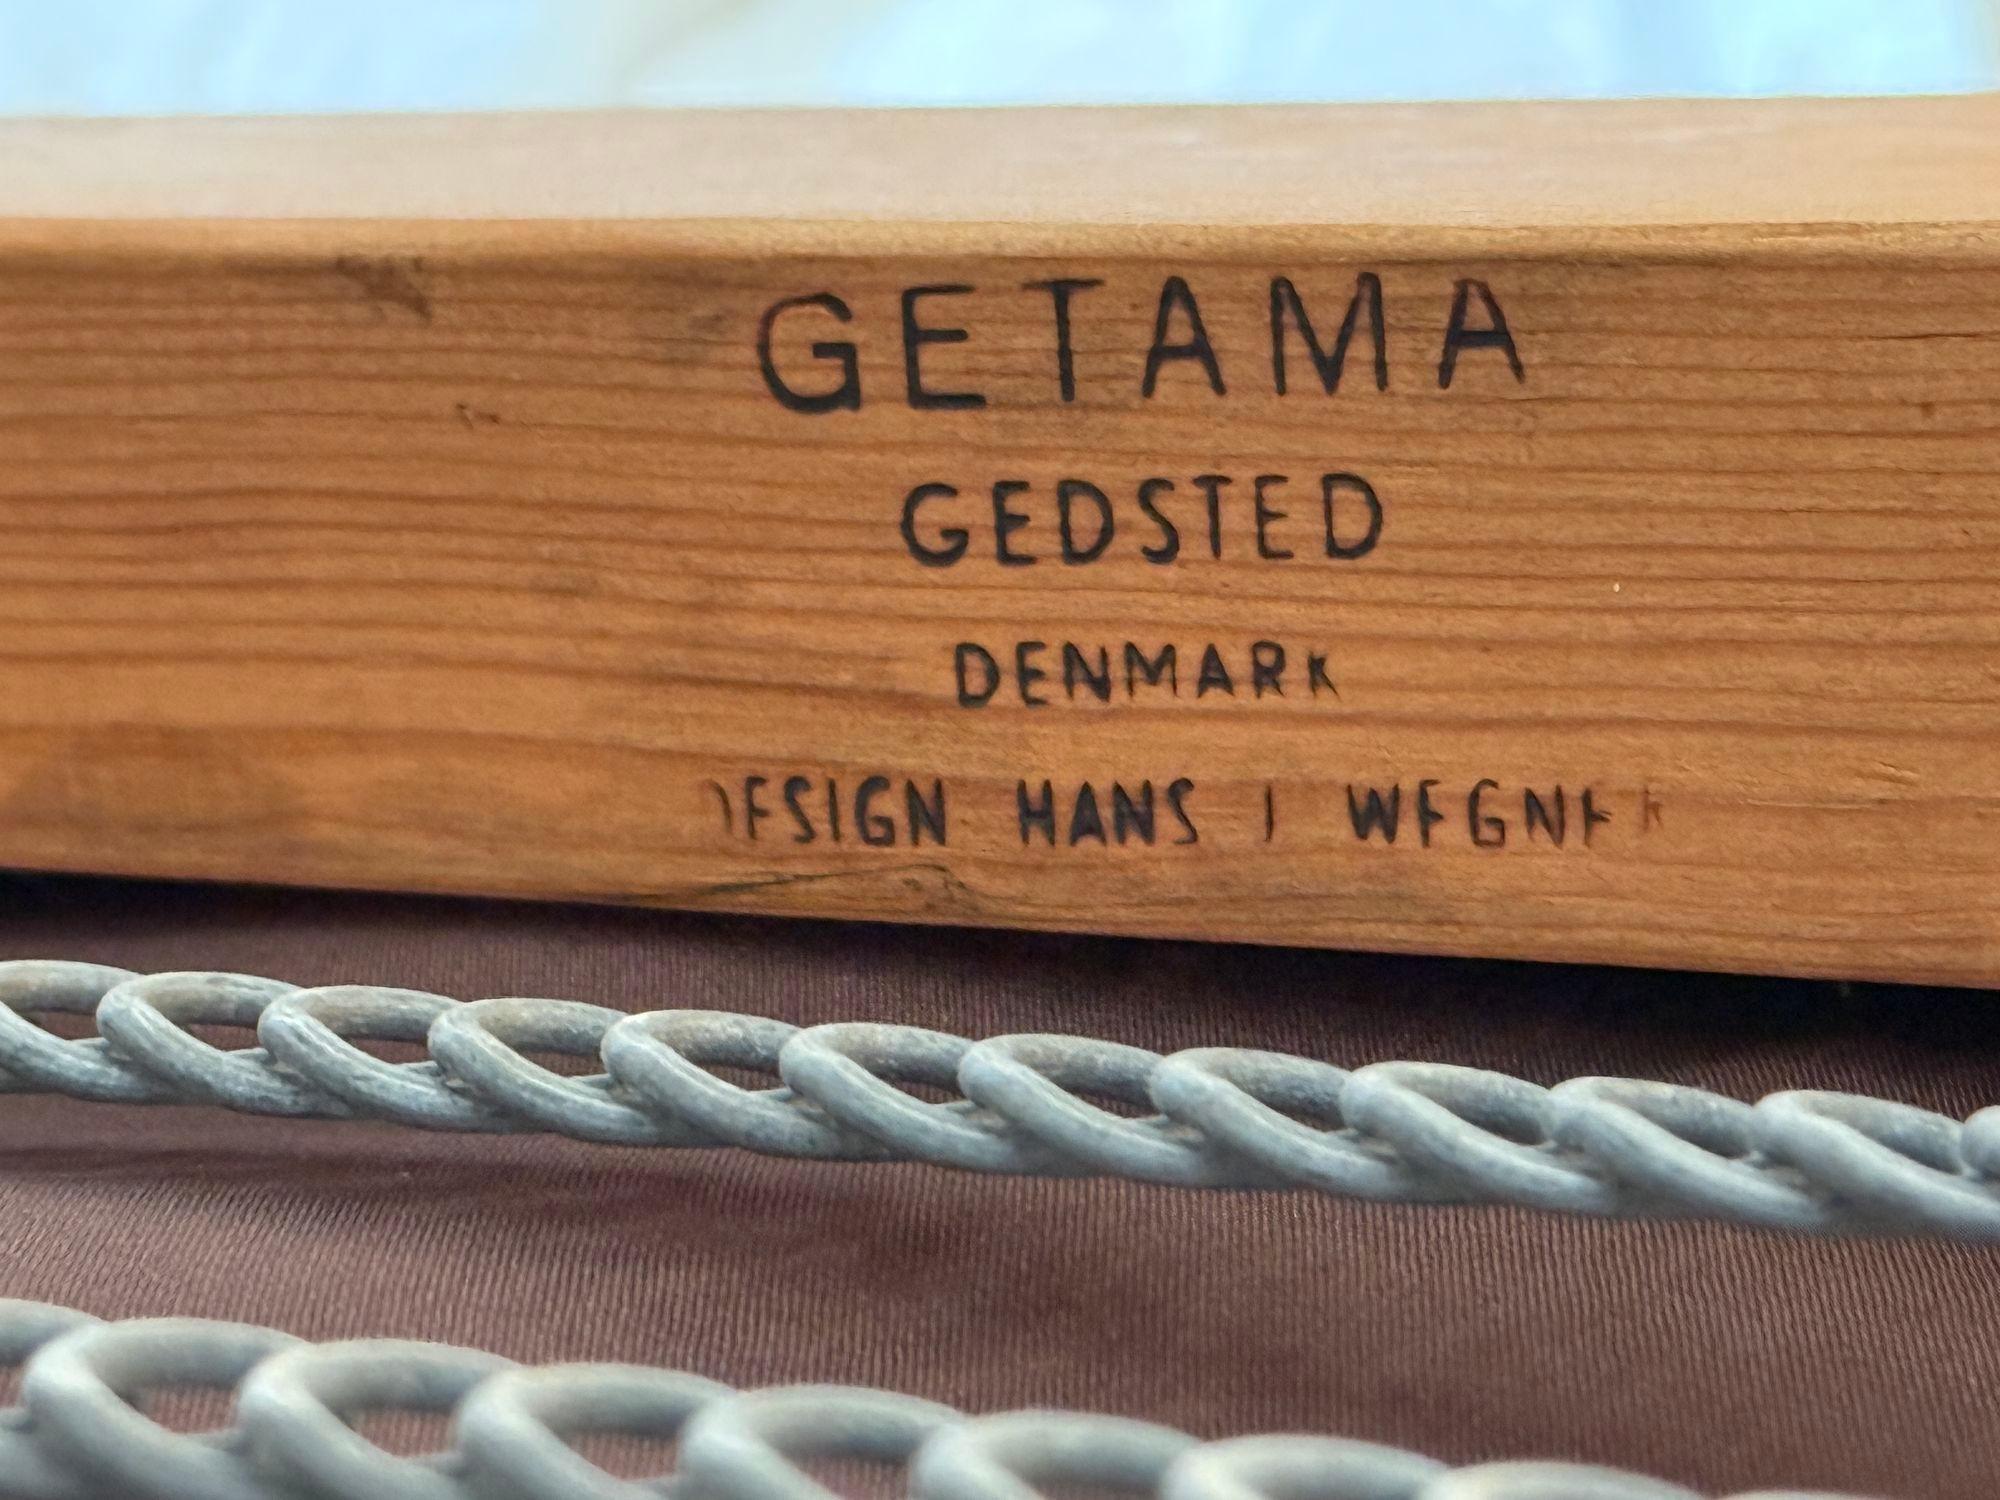 GETAMA
GEDSTED
DENMARK
DESIGN HANS J WEGNER